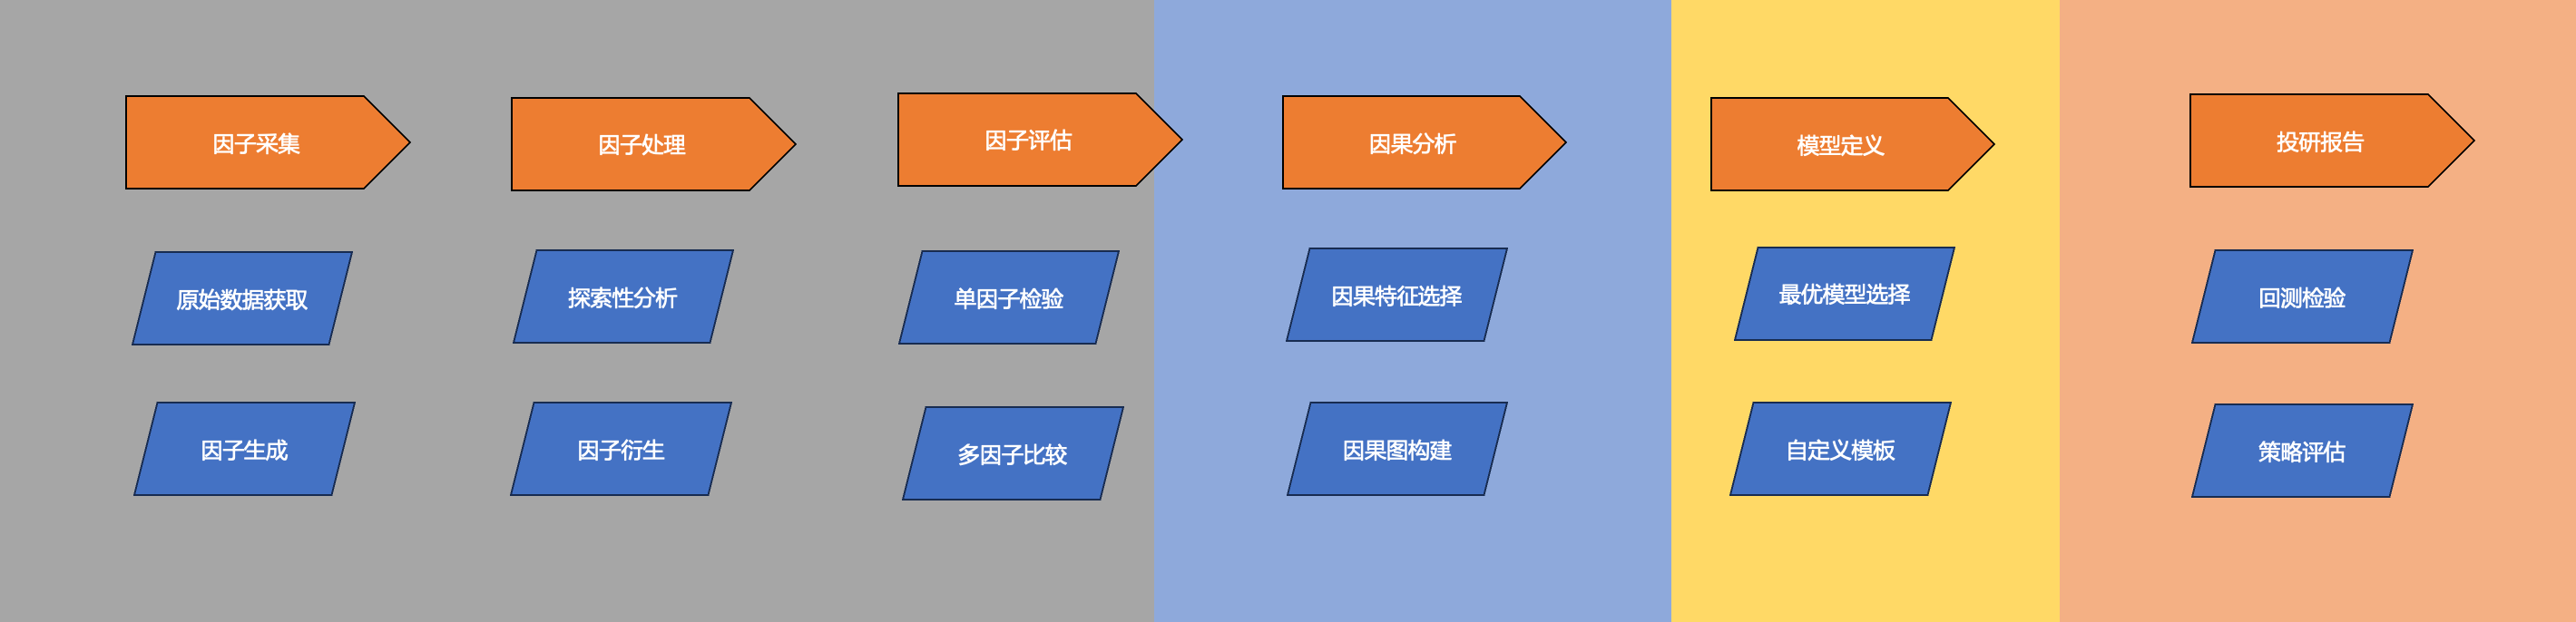 因子采集
因子处理
因子评估
因果分析
模型定义
投研报告
原始数据获取
探索性分析
单因子检验
因果特征选择
最优模型选择
回测检验
因子生成
因子衍生
多因子比较
因果图构建
自定义模板
策略评估